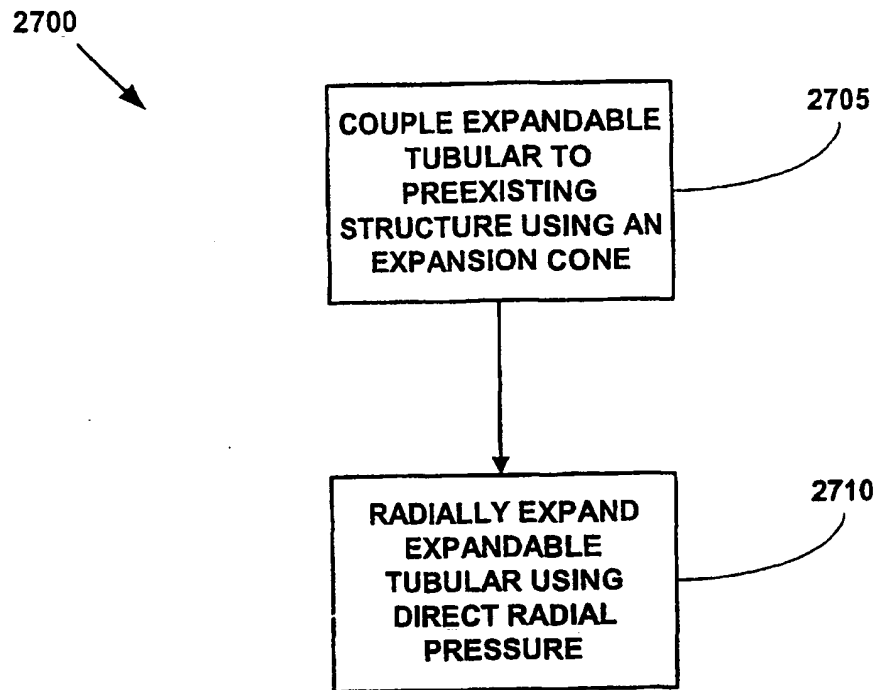 2700
2705
COUPLE EXPANDABLE
TUBULAR TO
PREEXISTING
STRUCTURE USING AN
EXPANSION CONE
2710
RADIALLY EXPAND
EXPANDABLE
TUBULAR USING
DIRECT RADIAL
PRESSURE